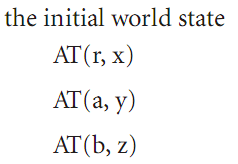 the initial world state
AT(r, x)
AT(a, y)
AT(b, z)